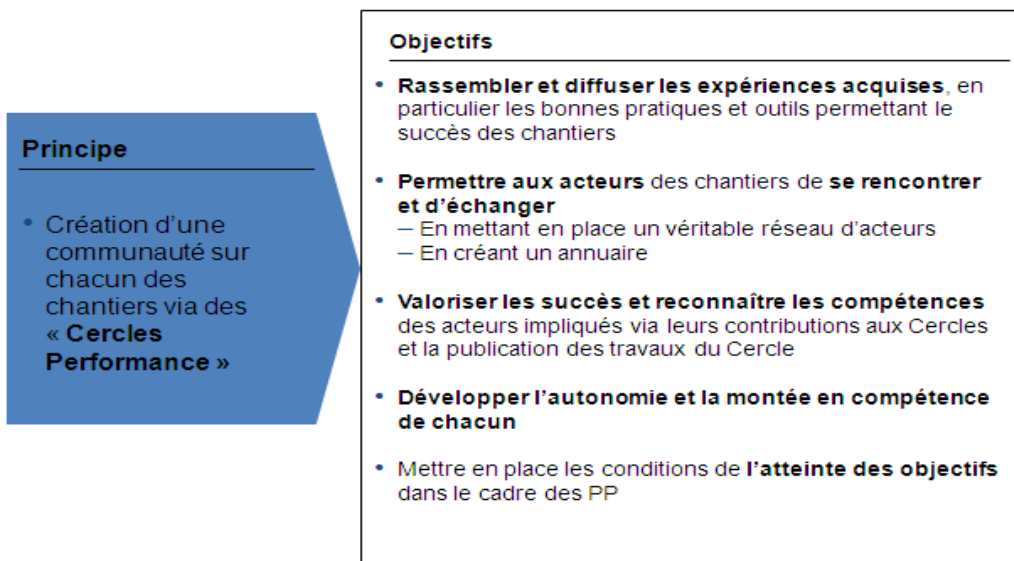 Principe
• Création d'une
communauté sur
chacun des
chantiers via des
« Cercles
Performance »
Objectifs
• Rassembler et diffuser les expériences acquises, en
particulier les bonnes pratiques et outils permettant le
succès des chantiers
• Permettre aux acteurs des chantiers de se rencontrer
et d'échanger
– En mettant en place un véritable réseau d'acteurs
– En créant un annuaire
• Valoriser les succès et reconnaître les compétences
des acteurs impliqués via leurs contributions aux Cercles
et la publication des travaux du Cercle
• Développer l'autonomie et la montée en compétence
de chacun
• Mettre en place les conditions de l'atteinte des objectifs
dans le cadre des PP